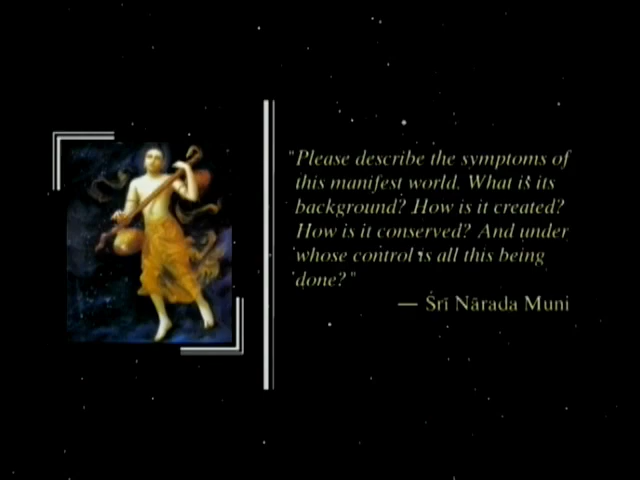 "Please describe the symptoms of
this manifest world. What is its
background? How is it created?
How is it conserved? And under
whose control is all this being
done?"
— Śrī Nārada Muni